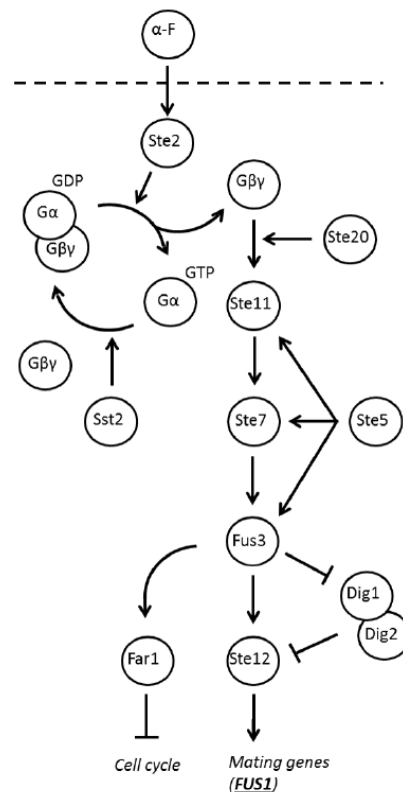 α-F
Ste2
GDP
Gα
Gβγ
Gβγ
Ste20
GTP
Gα
Ste11
Gβγ
Sst2
Ste7
Ste5
Fus3
Dig1
Dig2
Far1
Ste12
Cell cycle
Mating genes
(FUS1)